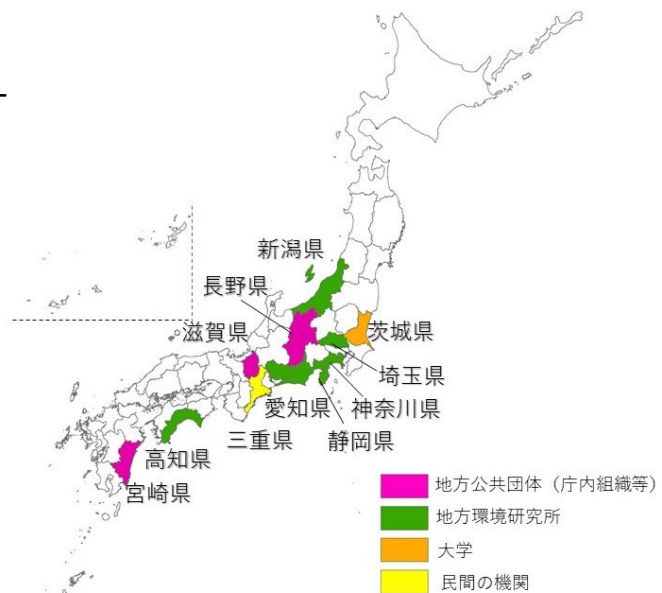 新潟県
長野県
滋賀県
茨城県
埼玉県
愛知県
神奈川県
三重県
静岡県
高知県
宮崎県
地方公共団体（庁内組織等）
地方環境研究所
大学
民間の機関